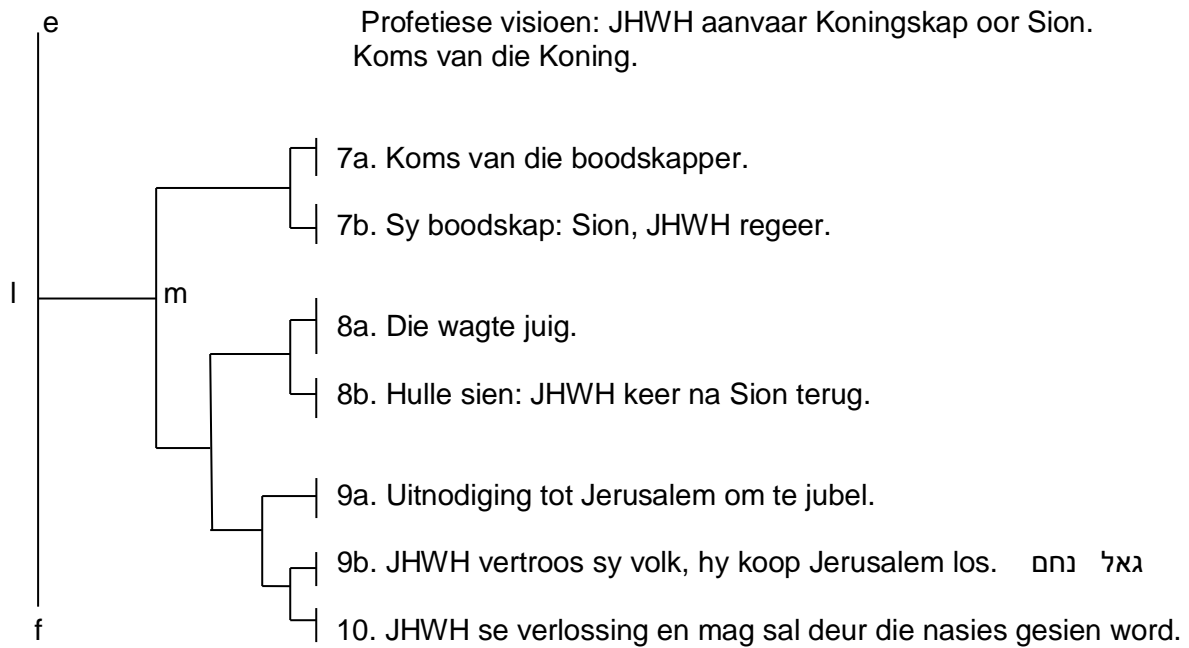 e
Profetiese visioen: JHWH aanvaar Koningskap oor Sion.
Koms van die Koning.
7a. Koms van die boodskapper.
7b. Sy boodskap: Sion, JHWH regeer.
l
m
8a. Die wagte juig.
8b. Hulle sien: JHWH keer na Sion terug.
9a. Uitnodiging tot Jerusalem om te jubel.
9b. JHWH vertroos sy volk, hy koop Jerusalem los. גאל נחם
f
10. JHWH se verlossing en mag sal deur die nasies gesien word.